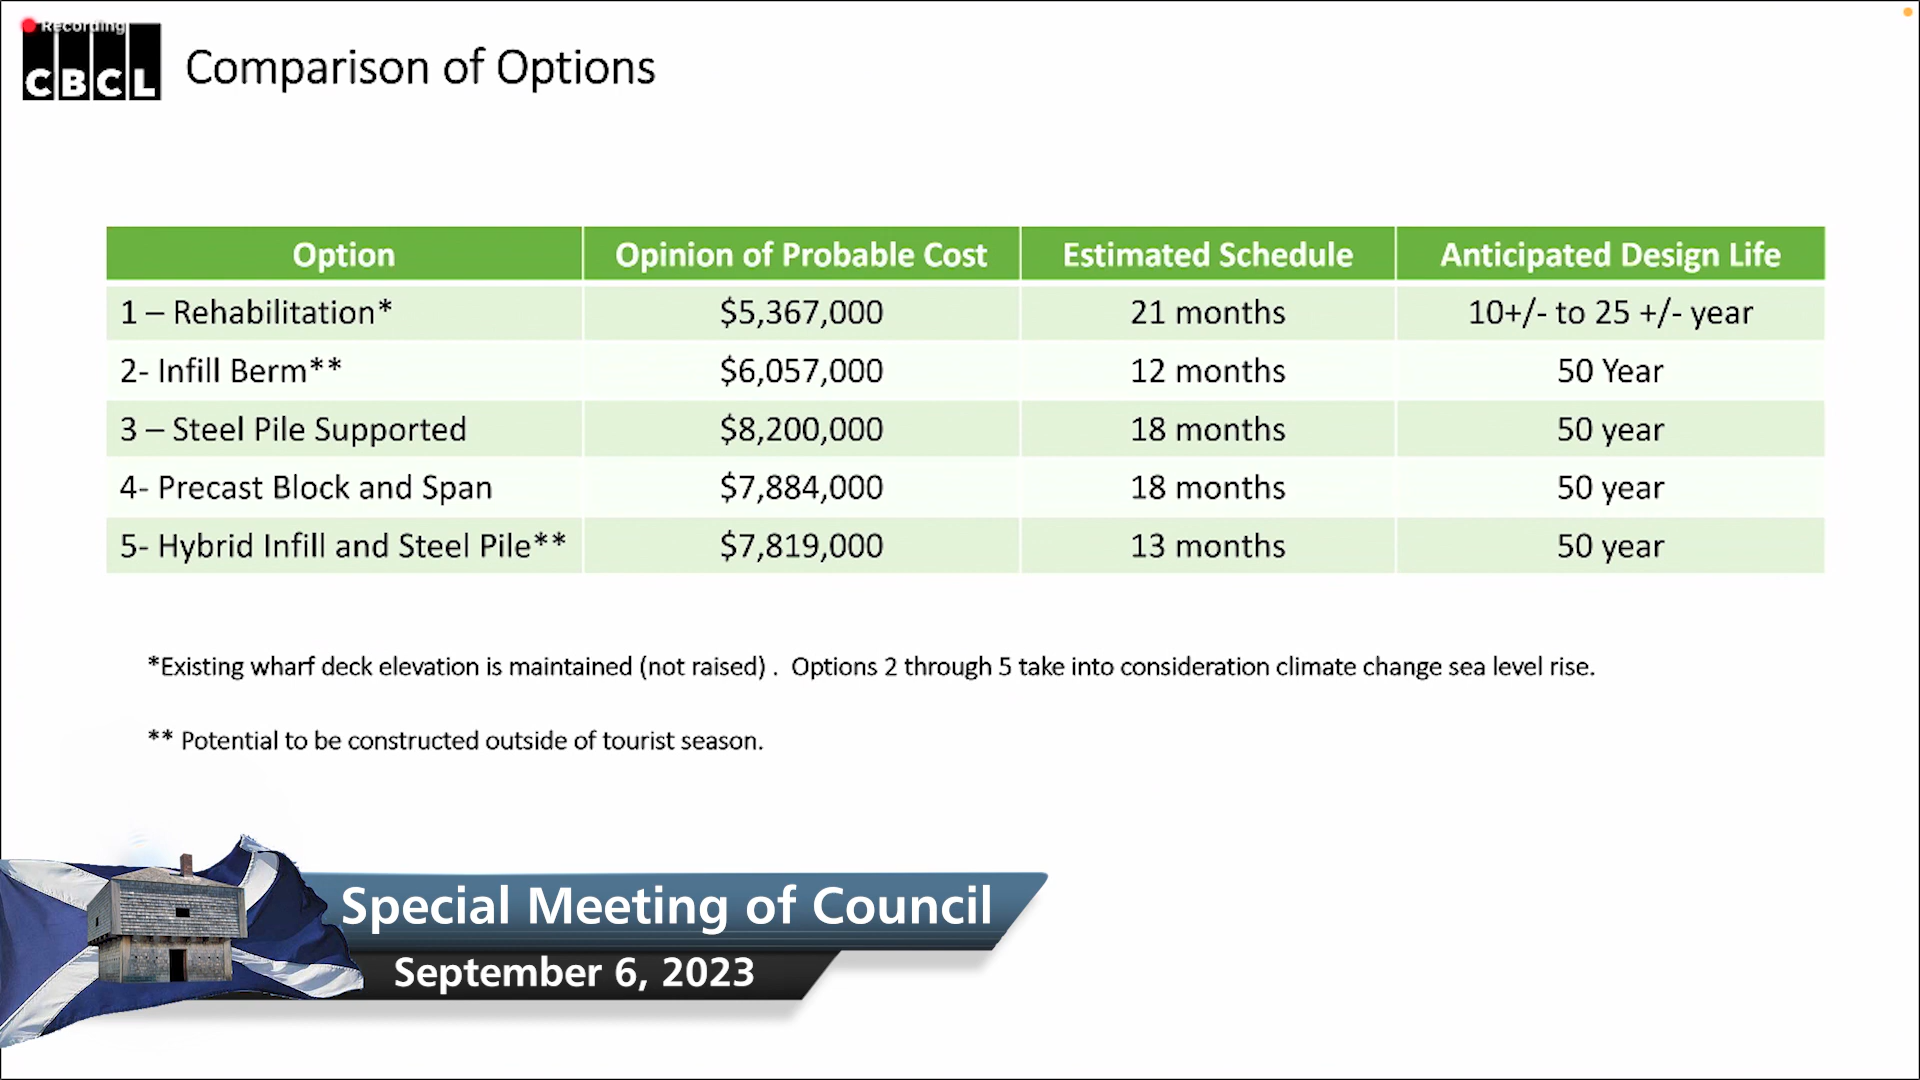 Recording
CBCL
Comparison of Options
Option Opinion of Probable Cost Estimated Schedule Anticipated Design Life
1 – Rehabilitation* $5,367,000 21 months 10+/- to 25 +/- year
2- Infill Berm** $6,057,000 12 months 50 Year
3 – Steel Pile Supported $8,200,000 18 months 50 year
4- Precast Block and Span $7,884,000 18 months 50 year
5- Hybrid Infill and Steel Pile** $7,819,000 13 months 50 year
*Existing wharf deck elevation is maintained (not raised) . Options 2 through 5 take into consideration climate change sea level rise.
** Potential to be constructed outside of tourist season.
Special Meeting of Council
September 6, 2023